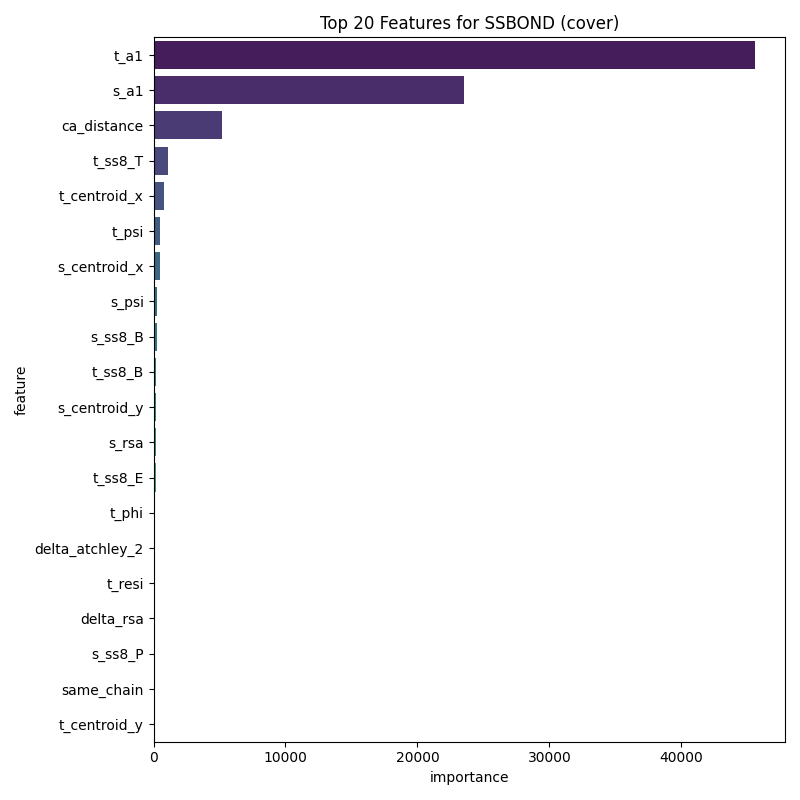 Top 20 Features for SSBOND (cover)
t_a1
s_a1
ca_distance
t_ss8_T
t_centroid_x
t_psi
s_centroid_x
s_psi
s_ss8_B
t_ss8_B
s_centroid_y
s_rsa
t_ss8_E
t_phi
delta_atchley_2
t_resi
delta_rsa
s_ss8_P
same_chain
t_centroid_y
feature
0 10000 20000 30000 40000
importance